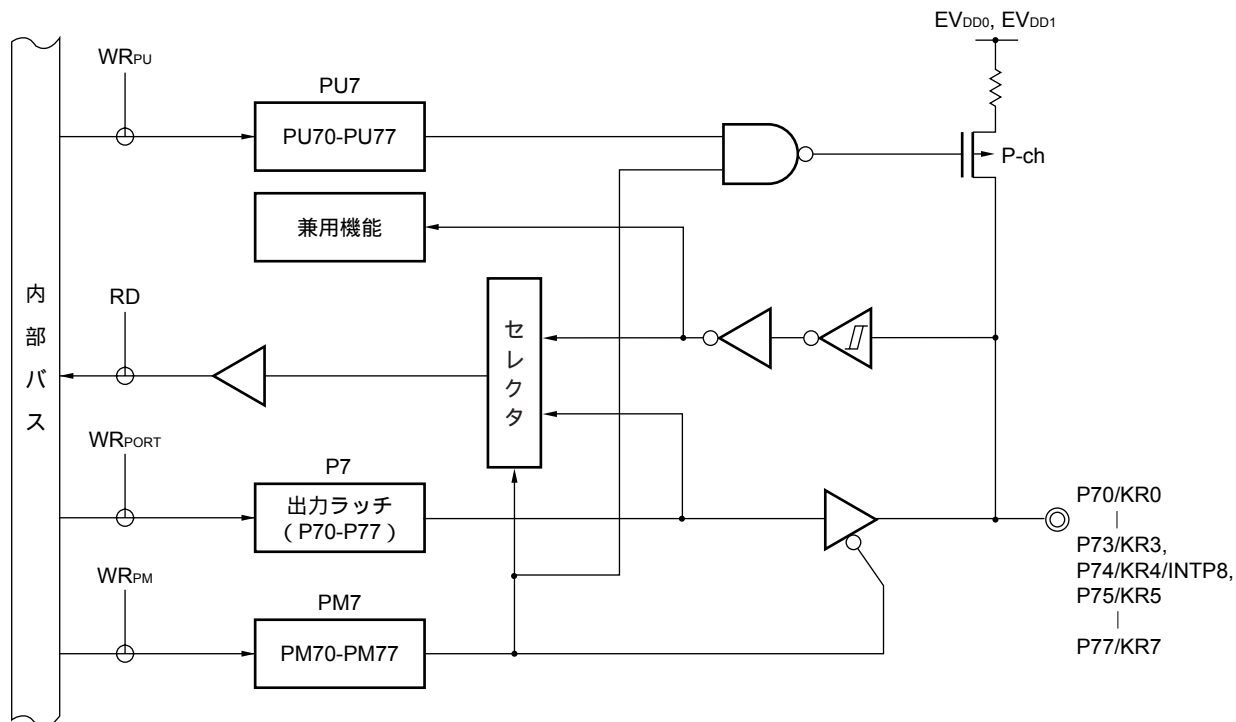 EVDD0, EVDD1
WRPU
PU7
PU70-PU77
P-ch
兼用機能
内部バス
RD
セレクタ
WRPORT
P7
出力ラッチ
（P70-P77）
P70/KR0
P73/KR3,
P74/KR4/INTP8,
P75/KR5
P77/KR7
WRPM
PM7
PM70-PM77